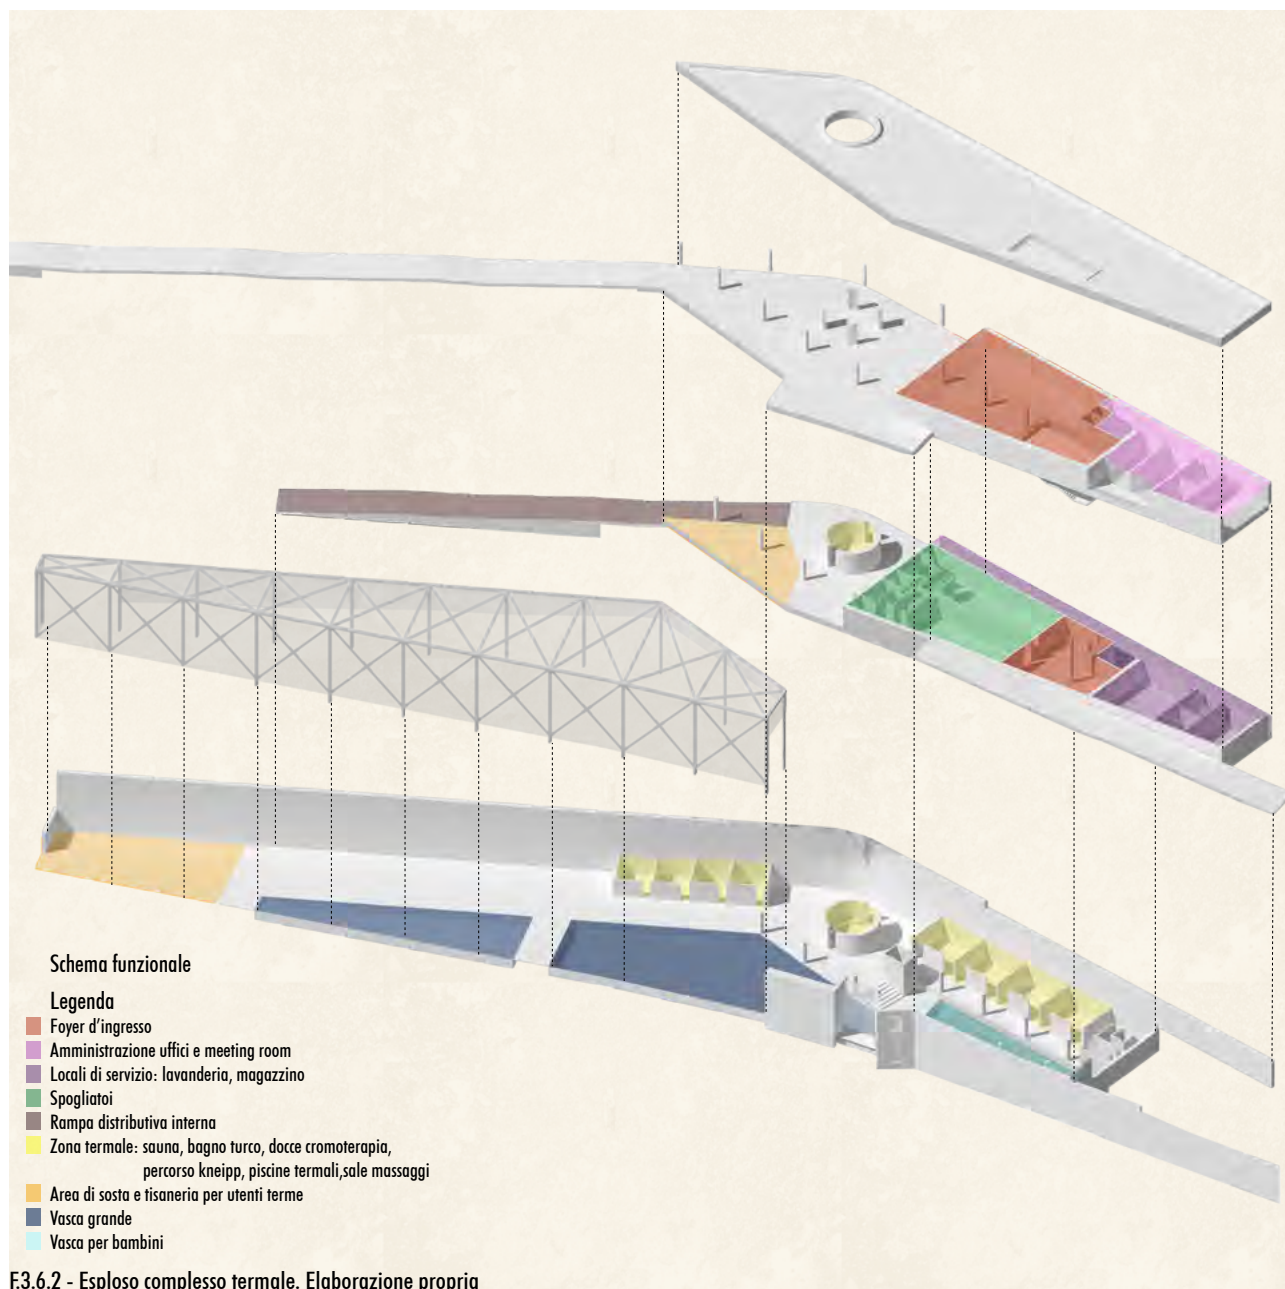 Schema funzionale
Legenda
Foyer d'ingresso
Amministrazione uffici e meeting room
Locali di servizio: lavanderia, magazzino
Spogliatoi
Rampa distributiva interna
Zona termale: sauna, bagno turco, docce cromoterapia,
percorso kneipp, piscine termali,sale massaggi
Area di sosta e tisaneria per utenti terme
Vasca grande
Vasca per bambini
F.3.6.2 - Esploso complesso termale. Elaborazione propria